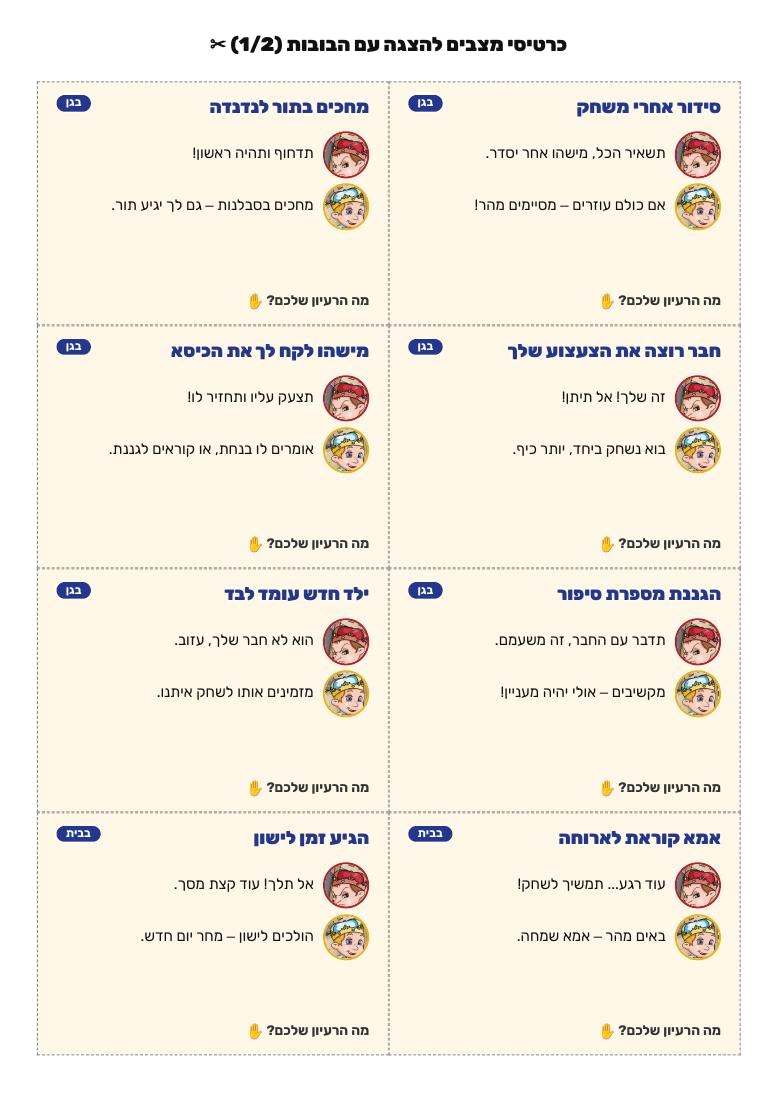 כרטיסי מצבים להצגה עם הבובות (1/2) ✂
סידור אחרי משחק
בגן
תשאיר הכל, מישהו אחר יסדר.
אם כולם עוזרים – מסיימים מהר!
מה הרעיון שלכם? ✋
מחכים בתור לנדנדה
בגן
תדחוף ותהיה ראשון!
מחכים בסבלנות – גם לך יגיע תור.
מה הרעיון שלכם? ✋
חבר רוצה את הצעצוע שלך
בגן
זה שלך! אל תיתן!
בוא נשחק ביחד, יותר כיף.
מה הרעיון שלכם? ✋
מישהו לקח לך את הכיסא
בגן
תצעק עליו ותחזיר לו!
אומרים לו בנחת, או קוראים לגננת.
מה הרעיון שלכם? ✋
הגננת מספרת סיפור
בגן
תדבר עם החבר, זה משעמם.
מקשיבים – אולי יהיה מעניין!
מה הרעיון שלכם? ✋
ילד חדש עומד לבד
בגן
הוא לא חבר שלך, עזוב.
מזמינים אותו לשחק איתנו.
מה הרעיון שלכם? ✋
אמא קוראת לארוחה
בבית
עוד רגע... תמשיך לשחק!
באים מהר – אמא שמחה.
מה הרעיון שלכם? ✋
הגיע זמן לישון
בבית
אל תלך! עוד קצת מסך.
הולכים לישון – מחר יום חדש.
מה הרעיון שלכם? ✋